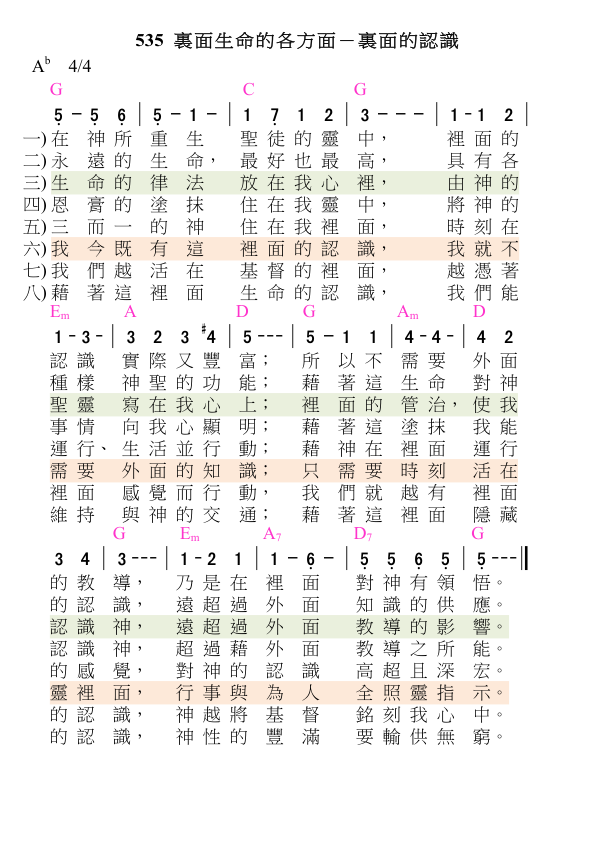 535 裏面生命的各方面－裏面的認識
A♭ 4/4
G C G
5̣ – 5̣ 6̣ | 5̣ – 1 – | 1 7̣ 1 2 | 3 – – – | 1 - 1 2 |
一) 在 神 所 重 生 聖 徒 的 靈 中， 裡 面 的
二) 永 遠 的 生 命， 最 好 也 最 高， 具 有 各
三) 生 命 的 律 法 放 在 我 心 裡， 由 神 的
四) 恩 膏 的 塗 抹 住 在 我 靈 中， 將 神 的
五) 三 而 一 的 神 住 在 我 裡 面， 時 刻 在
六) 我 今 既 有 這 裡 面 的 認 識， 我 就 不
七) 我 們 越 活 在 基 督 的 裡 面， 越 憑 著
八) 藉 著 這 裡 面 生 命 的 認 識， 我 們 能
Em A D G Am D
1 - 3 - | 3 2 3 ♯4 | 5 - - - | 5 – 1 1 | 4 - 4 - | 4 2
認 識 實 際 又 豐 富； 所 以 不 需 要 外 面
種 樣 神 聖 的 功 能； 藉 著 這 生 命 對 神
聖 靈 寫 在 我 心 上； 裡 面 的 管 治， 使 我
事 情 向 我 心 顯 明； 藉 著 這 塗 抹 我 能
運 行、 生 活 並 行 動； 藉 神 在 裡 面 運 行
需 要 外 面 的 知 識； 只 需 要 時 刻 活 在
裡 面 感 覺 而 行 動， 我 們 就 越 有 裡 面
維 持 與 神 的 交 通； 藉 著 這 裡 面 隱 藏
G Em A7 D7 G
3 4 | 3 - - - | 1 - 2 1 | 1 – 6̣ – | 5̣ 5̣ 6̣ 5̣ | 5̣ - - - ‖
的 教 導， 乃 是 在 裡 面 對 神 有 領 悟。
的 認 識， 遠 超 過 外 面 知 識 的 供 應。
認 識 神， 遠 超 過 外 面 教 導 的 影 響。
認 識 神， 超 過 藉 外 面 教 導 之 所 能。
的 感 覺， 對 神 的 認 識 高 超 且 深 宏。
靈 裡 面， 行 事 與 為 人 全 照 靈 指 示。
的 認 識， 神 越 將 基 督 銘 刻 我 心 中。
的 認 識， 神 性 的 豐 滿 要 輸 供 無 窮。